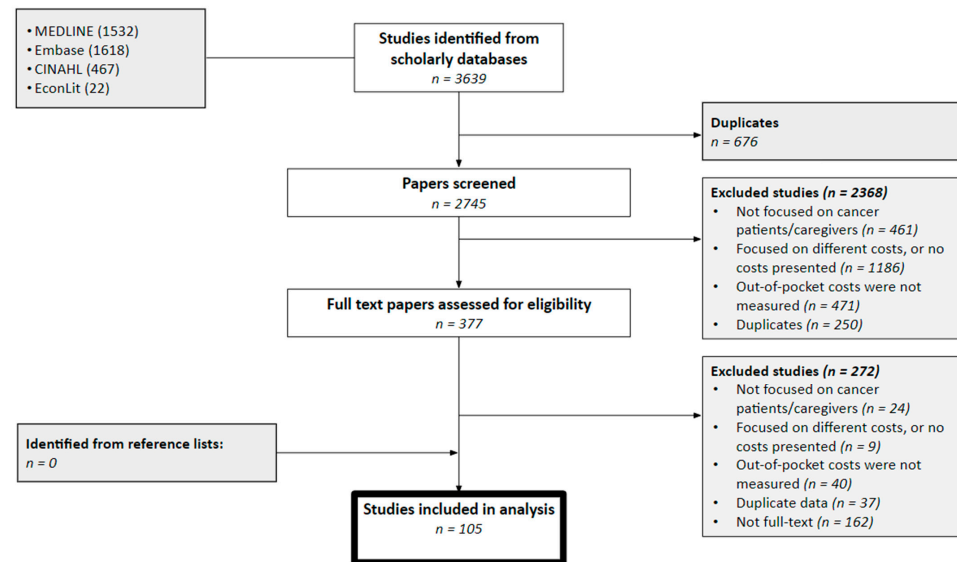 • MEDLINE (1532)
• Embase (1618)
• CINAHL (467)
• EconLit (22)
Studies identified from
scholarly databases
n = 3639
Duplicates
n = 676
Papers screened
n = 2745
Excluded studies (n = 2368)
• Not focused on cancer
patients/caregivers (n = 461)
• Focused on different costs, or no
costs presented (n = 1186)
• Out-of-pocket costs were not
measured (n = 471)
• Duplicates (n = 250)
Full text papers assessed for eligibility
n = 377
Excluded studies (n = 272)
• Not focused on cancer
patients/caregivers (n = 24)
• Focused on different costs, or no
costs presented (n = 9)
• Out-of-pocket costs were not
measured (n = 40)
• Duplicate data (n = 37)
• Not full-text (n = 162)
Identified from reference lists:
n = 0
Studies included in analysis
n = 105